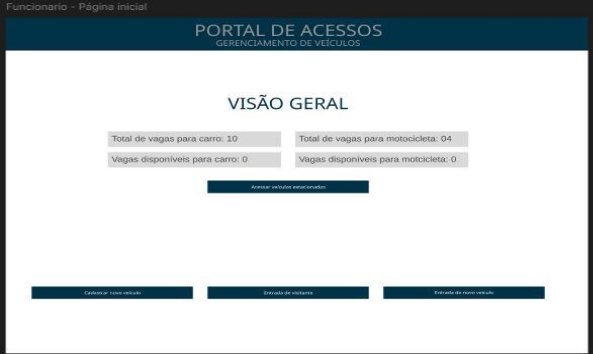 Funcionario - Página inicial
PORTAL DE ACESSOS
GERENCIAMENTO DE VEÍCULOS
VISÃO GERAL
Total de vagas para carro: 10
Total de vagas para motocicleta: 04
Vagas disponíveis para carro: 0
Vagas disponíveis para motcicleta: 0
Acessar veículos estacionados
Cadastrar novo veículo
Entrada de visitante
Entrada de novo veículo